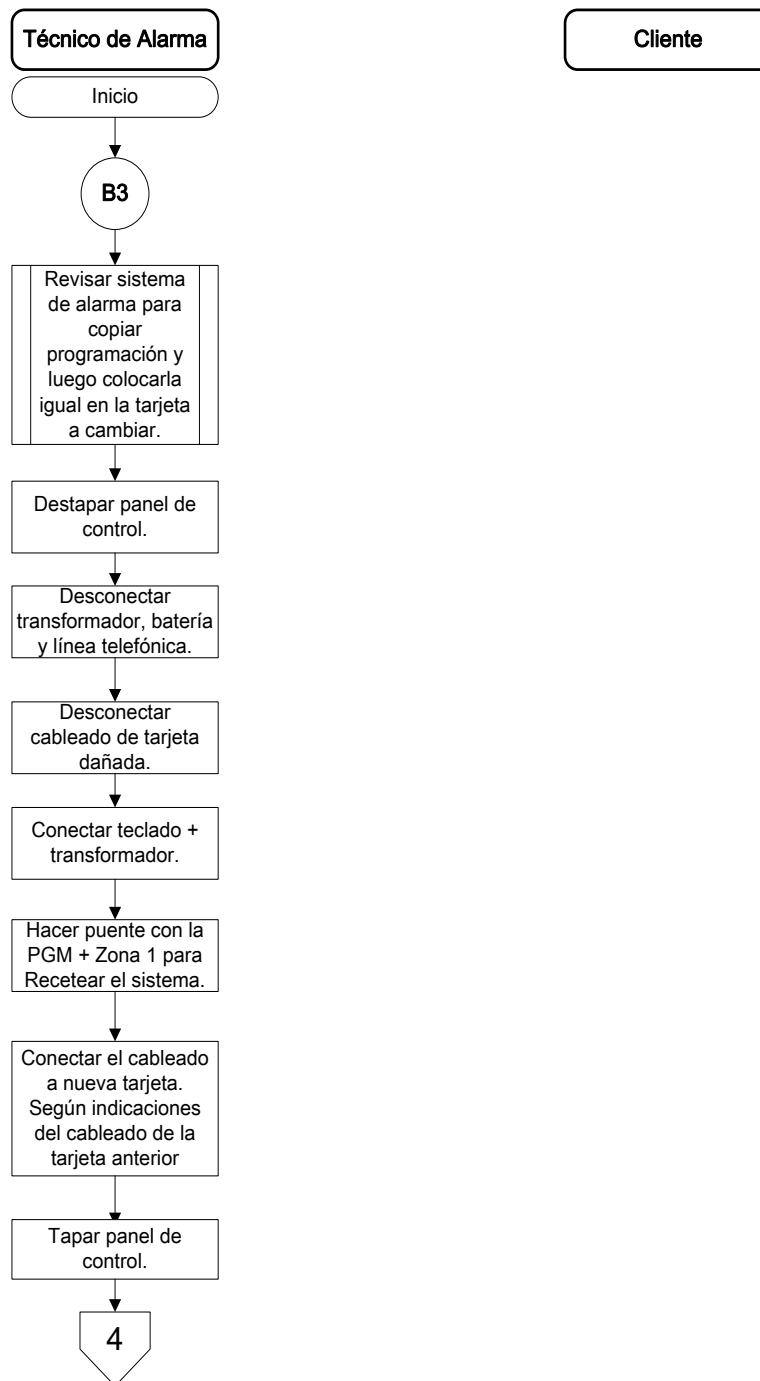 Técnico de Alarma
Cliente
Inicio
B3
Revisar sistema
de alarma para
copiar
programación y
luego colocarla
igual en la tarjeta
a cambiar.
Destapar panel de
control.
Desconectar
transformador, batería
y línea telefónica.
Desconectar
cableado de tarjeta
dañada.
Conectar teclado +
transformador.
Hacer puente con la
PGM + Zona 1 para
Recetear el sistema.
Conectar el cableado
a nueva tarjeta.
Según indicaciones
del cableado de la
tarjeta anterior
Tapar panel de
control.
4